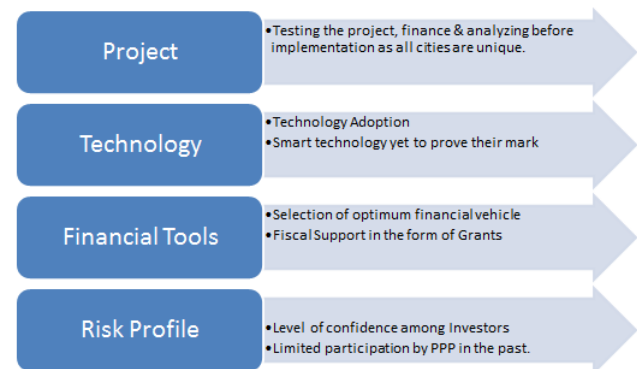 Project
•Testing the project, finance & analyzing before
implementation as all cities are unique.
Technology
•Technology Adoption
•Smart technology yet to prove their mark
Financial Tools
•Selection of optimum financial vehicle
•Fiscal Support in the form of Grants
Risk Profile
•Level of confidence among Investors
•Limited participation by PPP in the past.